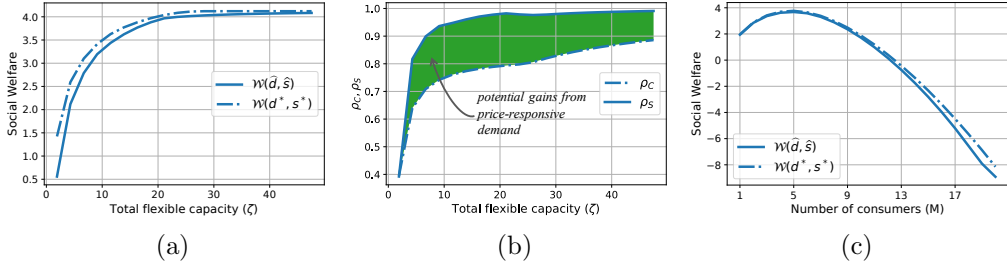 4.0
3.5
3.0
2.5
2.0
1.5
4.0
0.5
Social Welfare
𝒲(d̂, ŝ)
𝒲(d*, s*)
0 10 20 30 40
Total flexible capacity (ζ)
(a)
1.0
0.9
0.8
0.7
0.6
0.5
0.4
ρC, ρS
potential gains from
price-responsive
demand
ρC
ρS
0 10 20 30 40
Total flexible capacity (ζ)
(b)
4
2
0
−2
−4
−6
−8
Social Welfare
𝒲(d̂, ŝ)
𝒲(d*, s*)
1 5 9 13 17
Number of consumers (M)
(c)